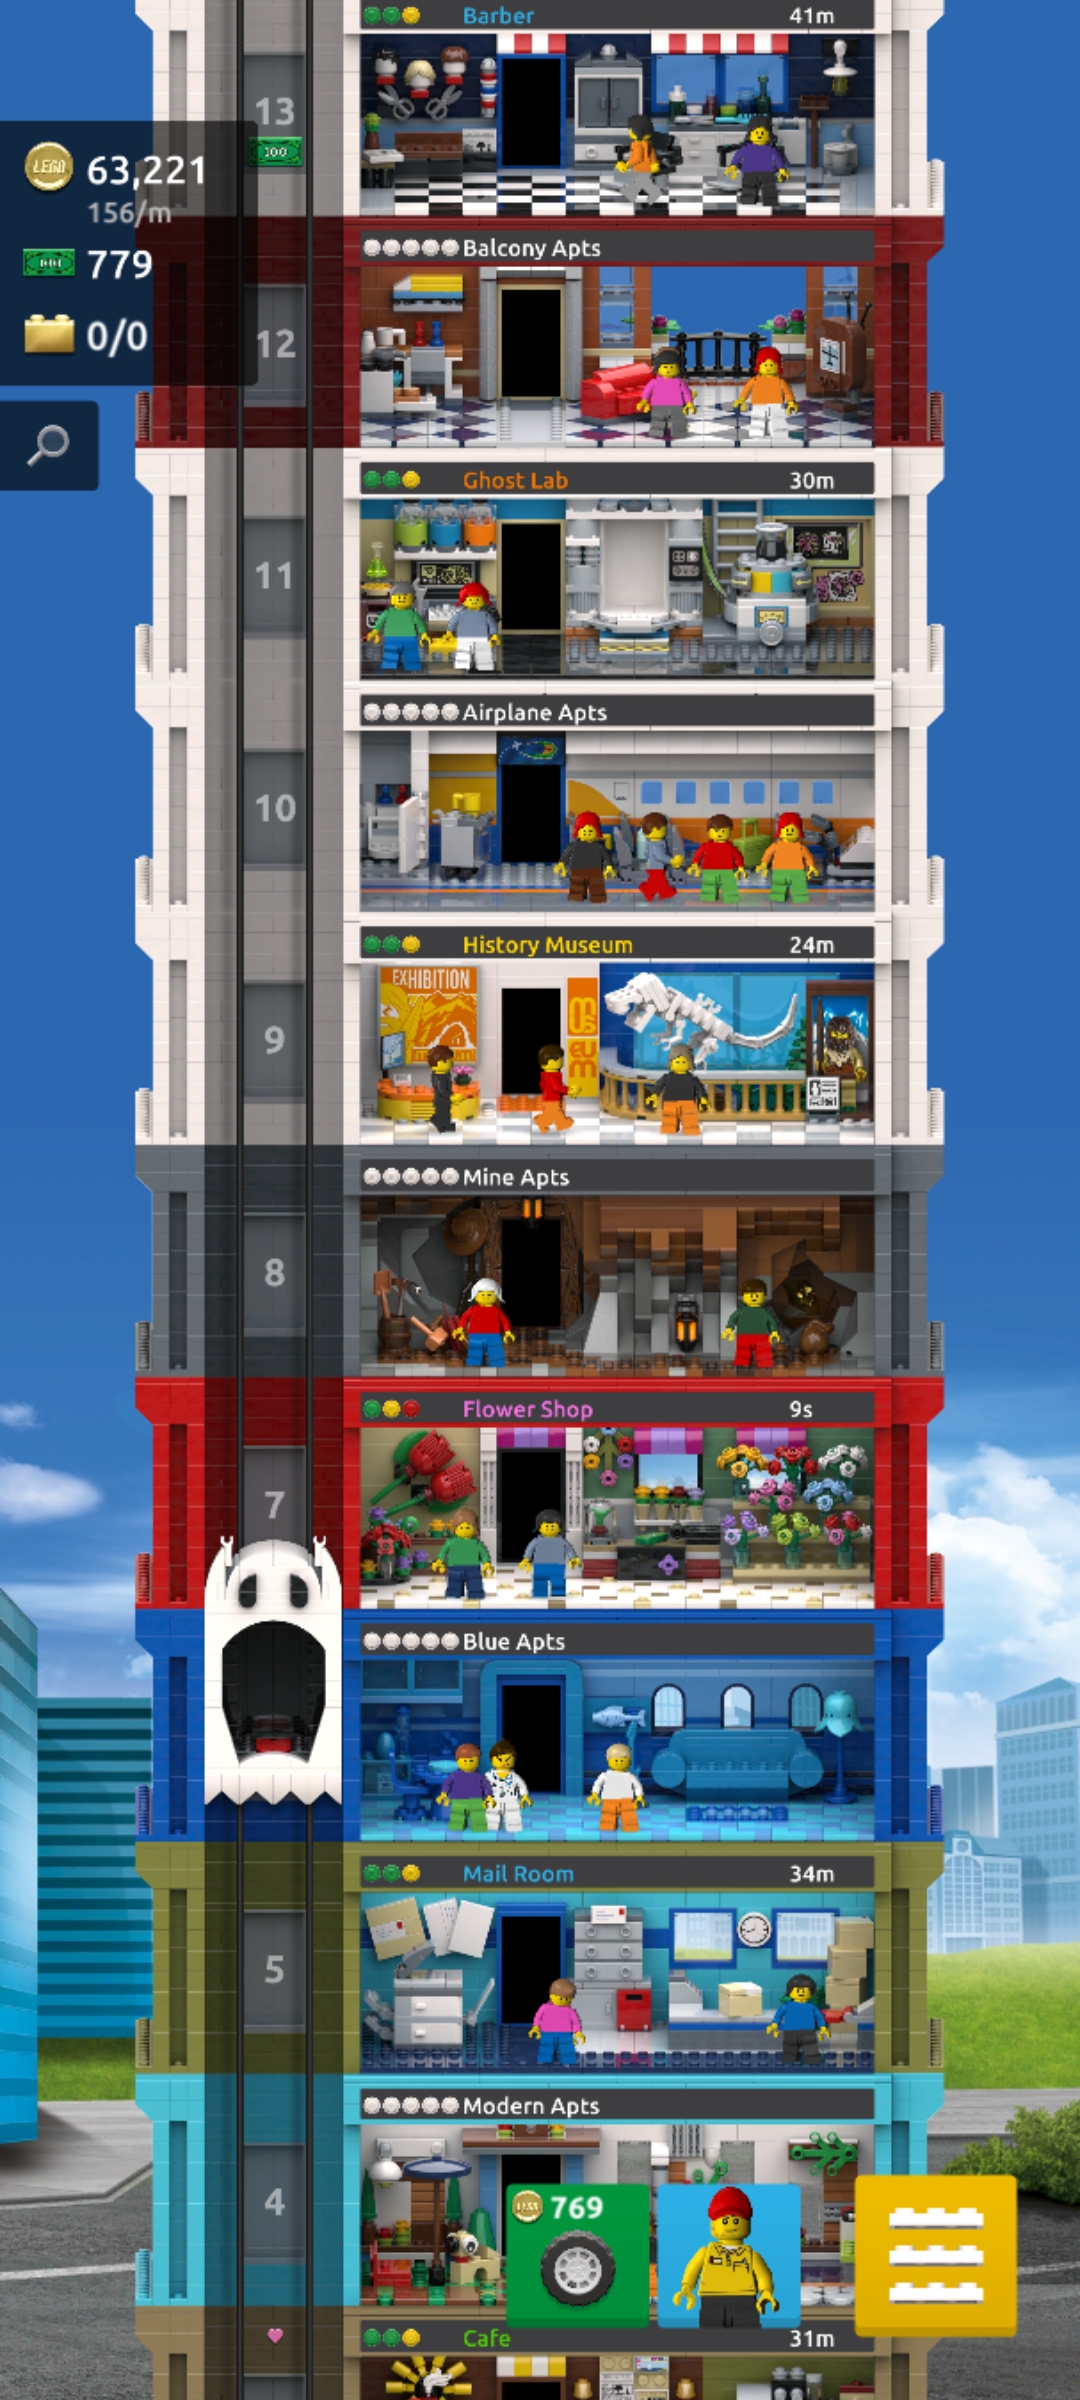 Barber 41m
13
LEGO 63,221
156/m
100
779
0/0
Balcony Apts
12
Ghost Lab 30m
11
Airplane Apts
10
History Museum 24m
EXHIBITION
9
Mine Apts
8
Flower Shop 9s
7
Blue Apts
Mail Room 34m
5
Modern Apts
4
769
Cafe 31m